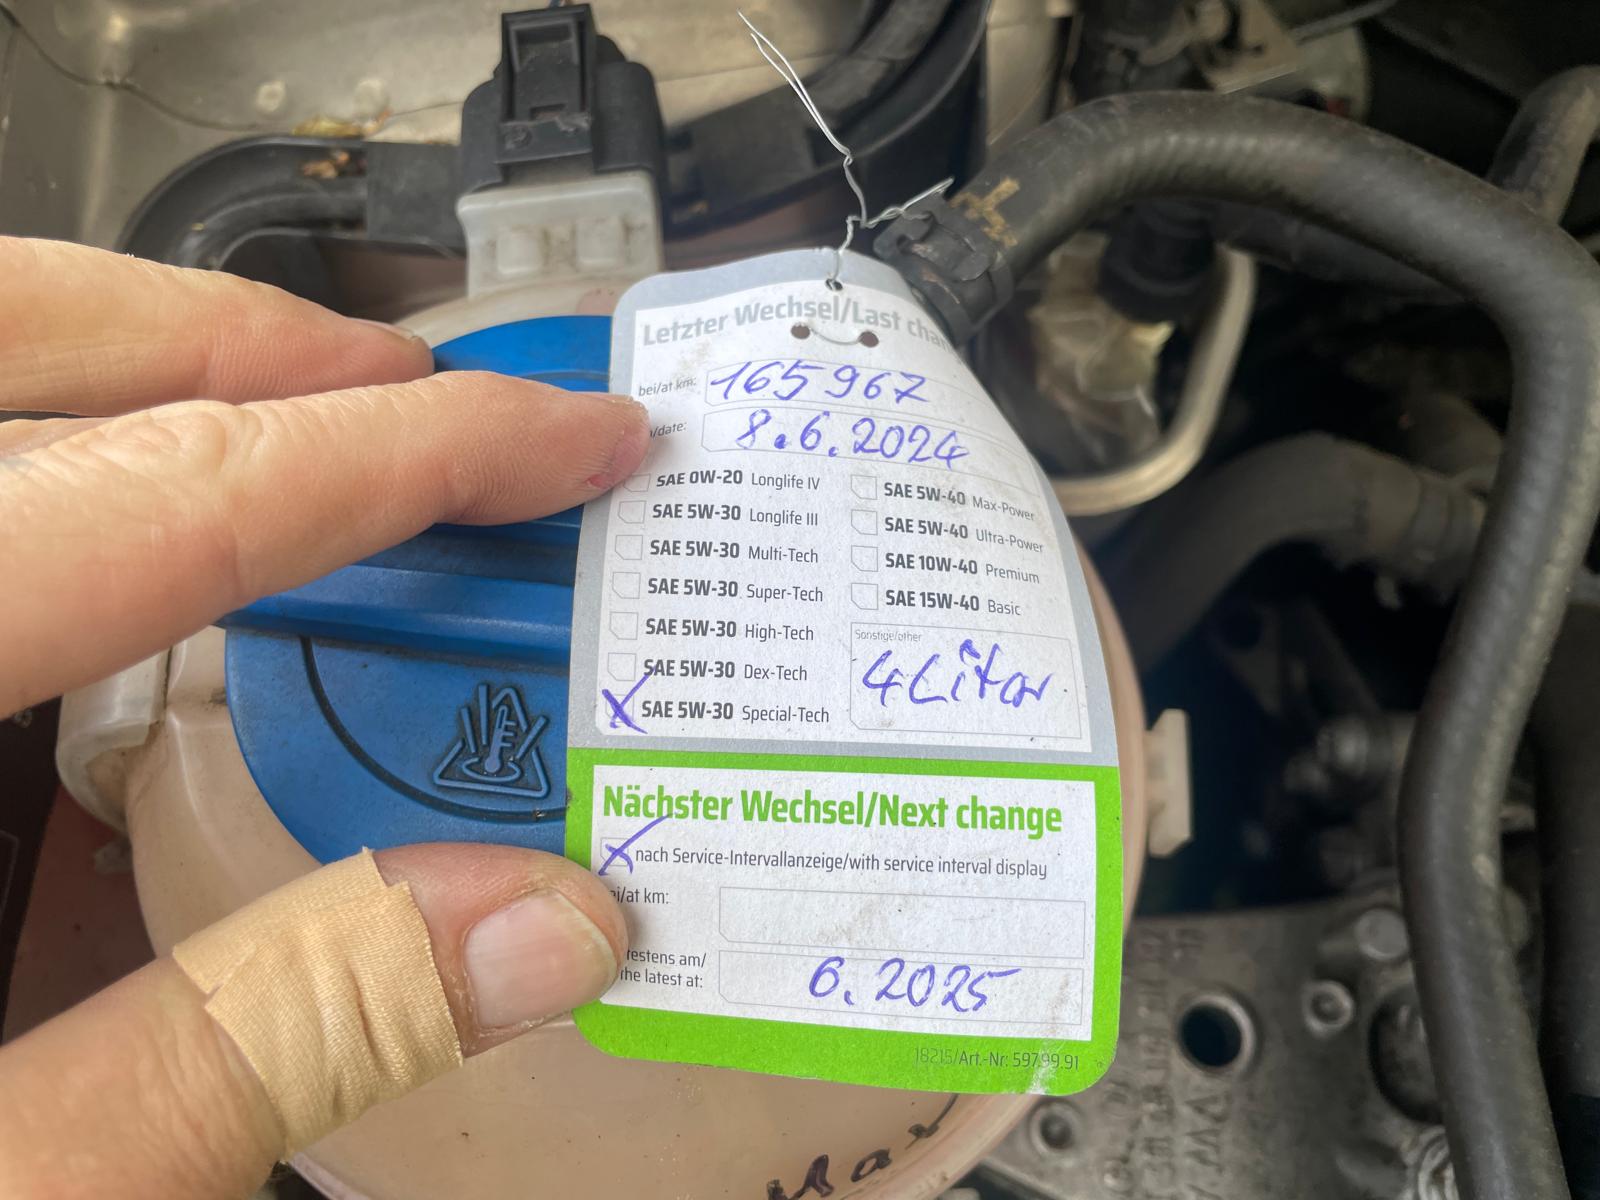 Letzter Wechsel/Last
bei/at km: 165967
/date: 8.6.2024
SAE 0W-20 Longlife IV
SAE 5W-30 Longlife III
SAE 5W-30 Multi-Tech
SAE 5W-30 Super-Tech
SAE 5W-30 High-Tech
SAE 5W-30 Dex-Tech
X SAE 5W-30 Special-Tech
SAE 5W-40 Max-Power
SAE 5W-40 Ultra-Power
SAE 10W-40 Premium
SAE 15W-40 Basic
Sonstige/other
4 Liter
Nächster Wechsel/Next change
X nach Service-Intervallanzeige/with service interval display
/at km:
am/
latest at: 6.2025
18215/Art.-Nr: 597.99.91
Max